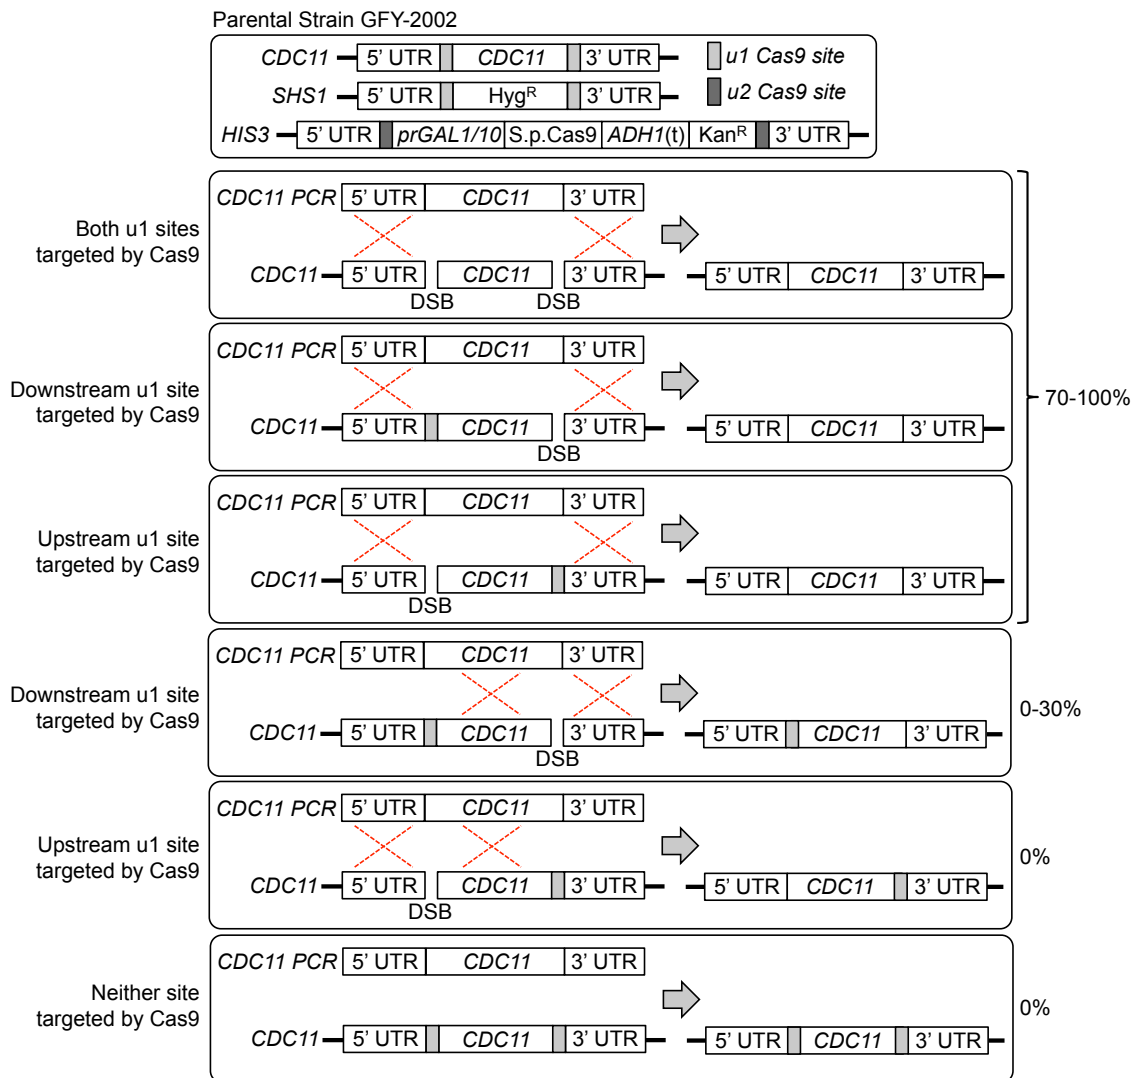 Parental Strain GFY-2002
CDC11 5' UTR CDC11 3' UTR u1 Cas9 site
SHS1 5' UTR Hyg^R 3' UTR u2 Cas9 site
HIS3 5' UTR prGAL1/10 S.p.Cas9 ADH1(t) Kan^R 3' UTR
Both u1 sites
targeted by Cas9
CDC11 PCR 5' UTR CDC11 3' UTR
CDC11 5' UTR CDC11 3' UTR 5' UTR CDC11 3' UTR
DSB DSB
Downstream u1 site
targeted by Cas9
CDC11 PCR 5' UTR CDC11 3' UTR
CDC11 5' UTR CDC11 3' UTR 5' UTR CDC11 3' UTR
DSB
70-100%
Upstream u1 site
targeted by Cas9
CDC11 PCR 5' UTR CDC11 3' UTR
CDC11 5' UTR CDC11 3' UTR 5' UTR CDC11 3' UTR
DSB
Downstream u1 site
targeted by Cas9
CDC11 PCR 5' UTR CDC11 3' UTR
CDC11 5' UTR CDC11 3' UTR 5' UTR CDC11 3' UTR
DSB
0-30%
Upstream u1 site
targeted by Cas9
CDC11 PCR 5' UTR CDC11 3' UTR
CDC11 5' UTR CDC11 3' UTR 5' UTR CDC11 3' UTR
DSB
0%
Neither site
targeted by Cas9
CDC11 PCR 5' UTR CDC11 3' UTR
CDC11 5' UTR CDC11 3' UTR 5' UTR CDC11 3' UTR
0%